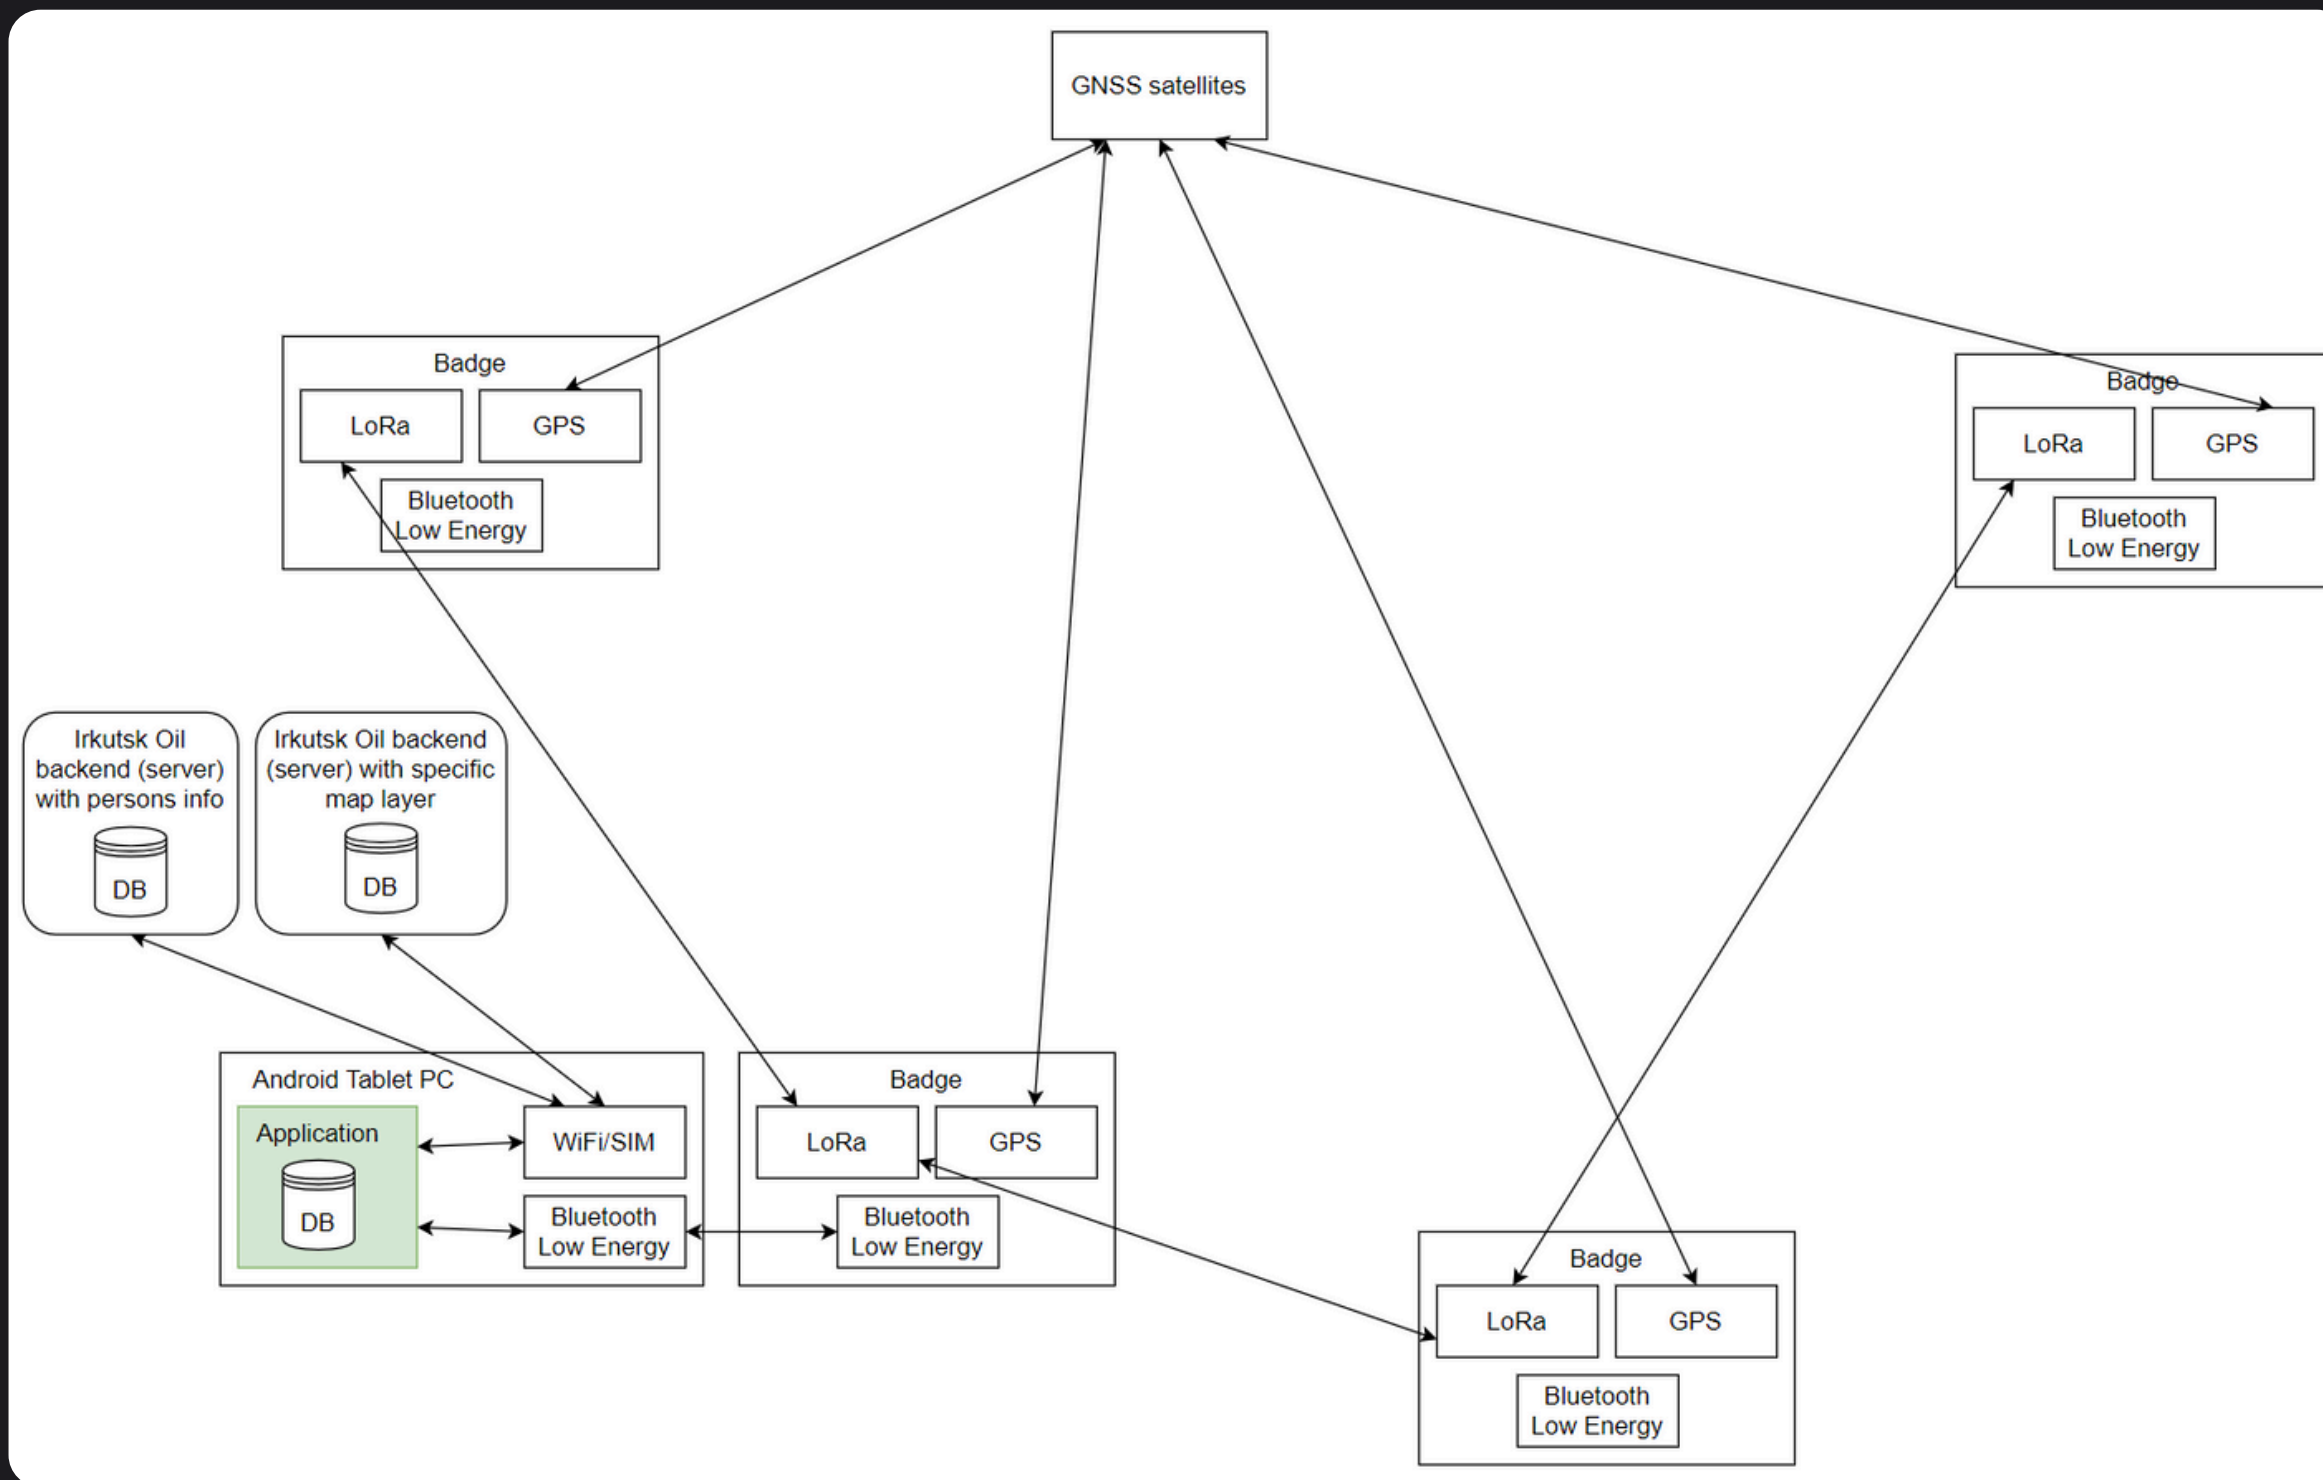 GNSS satellites
Badge
LoRa
GPS
Bluetooth
Low Energy
Badge
LoRa
GPS
Bluetooth
Low Energy
Irkutsk Oil
backend (server)
with persons info
DB
Irkutsk Oil backend
(server) with specific
map layer
DB
Android Tablet PC
Application
DB
WiFi/SIM
Bluetooth
Low Energy
Badge
LoRa
GPS
Bluetooth
Low Energy
Badge
LoRa
GPS
Bluetooth
Low Energy